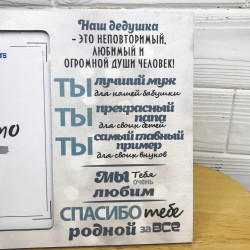 Наш дедушка
- ЭТО НЕПОВТОРИМЫЙ,
ЛЮБИМЫЙ И
ОГРОМНОЙ ДУШИ ЧЕЛОВЕК!
ТЫ лучший муж
для нашей бабушки
ТЫ прекрасный
папа
для своих детей
ТЫ самый главный
пример
для своих внуков
МЫ Тебя
очень
любим
СПАСИБО тебе
родной за ВСЕ